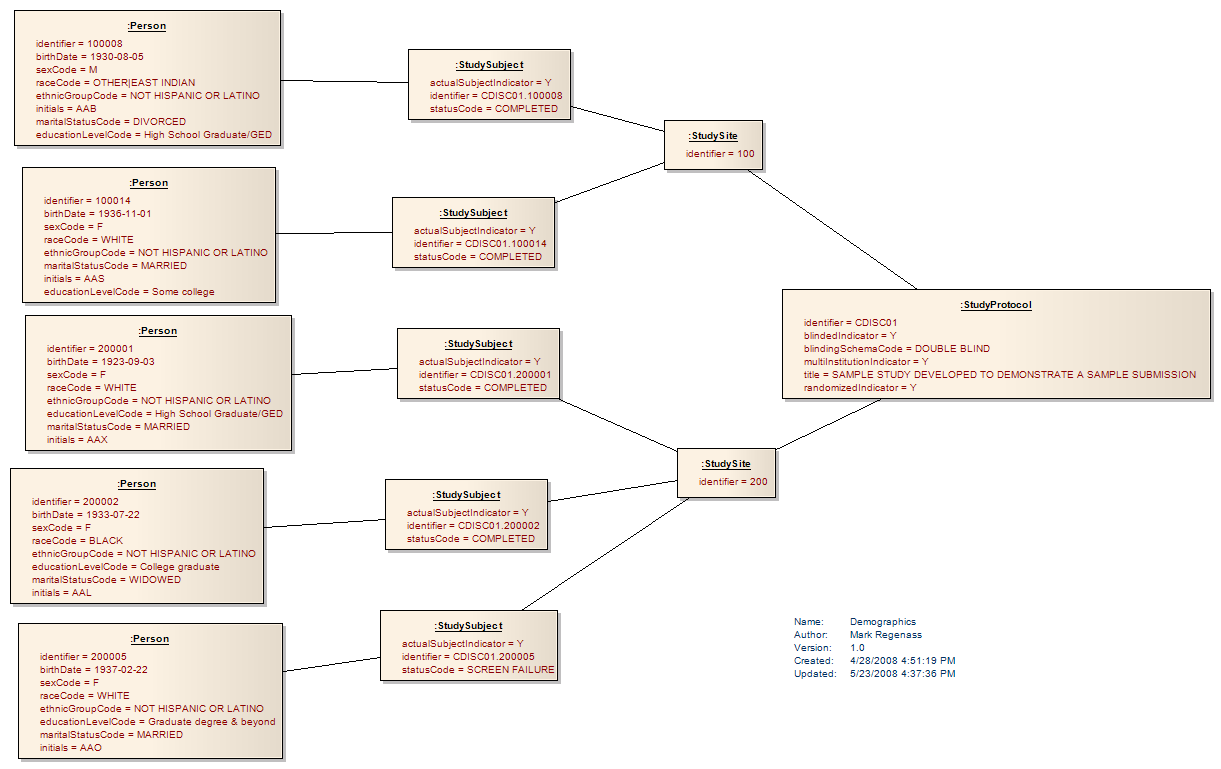 :Person
identifier = 100008
birthDate = 1930-08-05
sexCode = M
raceCode = OTHER|EAST INDIAN
ethnicGroupCode = NOT HISPANIC OR LATINO
initials = AAB
maritalStatusCode = DIVORCED
educationLevelCode = High School Graduate/GED
:StudySubject
actualSubjectIndicator = Y
identifier = CDISC01.100008
statusCode = COMPLETED
:StudySite
identifier = 100
:Person
identifier = 100014
birthDate = 1936-11-01
sexCode = F
raceCode = WHITE
ethnicGroupCode = NOT HISPANIC OR LATINO
maritalStatusCode = MARRIED
initials = AAS
educationLevelCode = Some college
:StudySubject
actualSubjectIndicator = Y
identifier = CDISC01.100014
statusCode = COMPLETED
:StudyProtocol
identifier = CDISC01
blindedIndicator = Y
blindingSchemaCode = DOUBLE BLIND
multiInstitutionIndicator = Y
title = SAMPLE STUDY DEVELOPED TO DEMONSTRATE A SAMPLE SUBMISSION
randomizedIndicator = Y
:Person
identifier = 200001
birthDate = 1923-09-03
sexCode = F
raceCode = WHITE
ethnicGroupCode = NOT HISPANIC OR LATINO
educationLevelCode = High School Graduate/GED
maritalStatusCode = MARRIED
initials = AAX
:StudySubject
actualSubjectIndicator = Y
identifier = CDISC01.200001
statusCode = COMPLETED
:StudySite
identifier = 200
:Person
identifier = 200002
birthDate = 1933-07-22
sexCode = F
raceCode = BLACK
ethnicGroupCode = NOT HISPANIC OR LATINO
educationLevelCode = College graduate
maritalStatusCode = WIDOWED
initials = AAL
:StudySubject
actualSubjectIndicator = Y
identifier = CDISC01.200002
statusCode = COMPLETED
:Person
identifier = 200005
birthDate = 1937-02-22
sexCode = F
raceCode = WHITE
ethnicGroupCode = NOT HISPANIC OR LATINO
educationLevelCode = Graduate degree & beyond
maritalStatusCode = MARRIED
initials = AAO
:StudySubject
actualSubjectIndicator = Y
identifier = CDISC01.200005
statusCode = SCREEN FAILURE
Name: Demographics
Author: Mark Regenass
Version: 1.0
Created: 4/28/2008 4:51:19 PM
Updated: 5/23/2008 4:37:36 PM